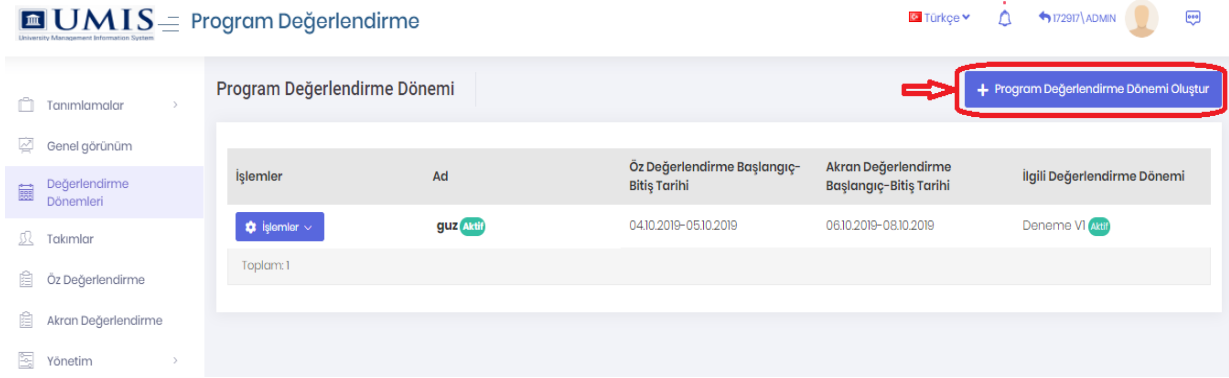 UMIS
University Management Information System
Program Değerlendirme
Türkçe
172917\ADMIN
Tanımlamalar
Genel görünüm
Değerlendirme
Dönemleri
Takımlar
Öz Değerlendirme
Akran Değerlendirme
Yönetim
Program Değerlendirme Dönemi
+ Program Değerlendirme Dönemi Oluştur
İşlemler
Ad
Öz Değerlendirme Başlangıç-
Bitiş Tarihi
Akran Değerlendirme
Başlangıç-Bitiş Tarihi
İlgili Değerlendirme Dönemi
İşlemler
guz Aktif
04.10.2019-05.10.2019
06.10.2019-08.10.2019
Deneme V1 Aktif
Toplam: 1